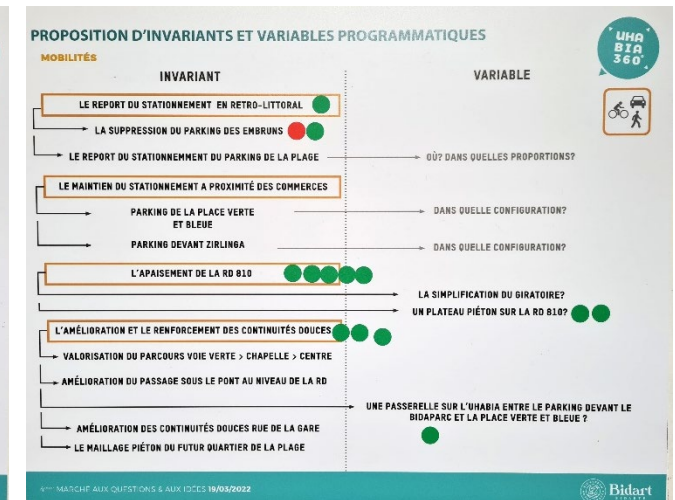 PROPOSITION D'INVARIANTS ET VARIABLES PROGRAMMATIQUES
UHA
BIA
360°
MOBILITÉS
INVARIANT
VARIABLE
LE REPORT DU STATIONNEMENT EN RETRO-LITTORAL
LA SUPPRESSION DU PARKING DES EMBRUNS
LE REPORT DU STATIONNEMMENT DU PARKING DE LA PLAGE
OÙ? DANS QUELLES PROPORTIONS?
LE MAINTIEN DU STATIONNEMENT A PROXIMITÉ DES COMMERCES
PARKING DE LA PLACE VERTE
ET BLEUE
DANS QUELLE CONFIGURATION?
PARKING DEVANT ZIRLINGA
DANS QUELLE CONFIGURATION?
L'APAISEMENT DE LA RD 810
LA SIMPLIFICATION DU GIRATOIRE?
UN PLATEAU PIÉTON SUR LA RD 810?
L'AMÉLIORATION ET LE RENFORCEMENT DES CONTINUITÉS DOUCES
VALORISATION DU PARCOURS VOIE VERTE > CHAPELLE > CENTRE
AMÉLIORATION DU PASSAGE SOUS LE PONT AU NIVEAU DE LA RD
UNE PASSERELLE SUR L'UHABIA ENTRE LE PARKING DEVANT LE
BIDAPARC ET LA PLACE VERTE ET BLEUE ?
AMÉLIORATION DES CONTINUITÉS DOUCES RUE DE LA GARE
LE MAILLAGE PIÉTON DU FUTUR QUARTIER DE LA PLAGE
MARCHÉ AUX QUESTIONS & AUX IDÉES 19/03/2022
Bidart